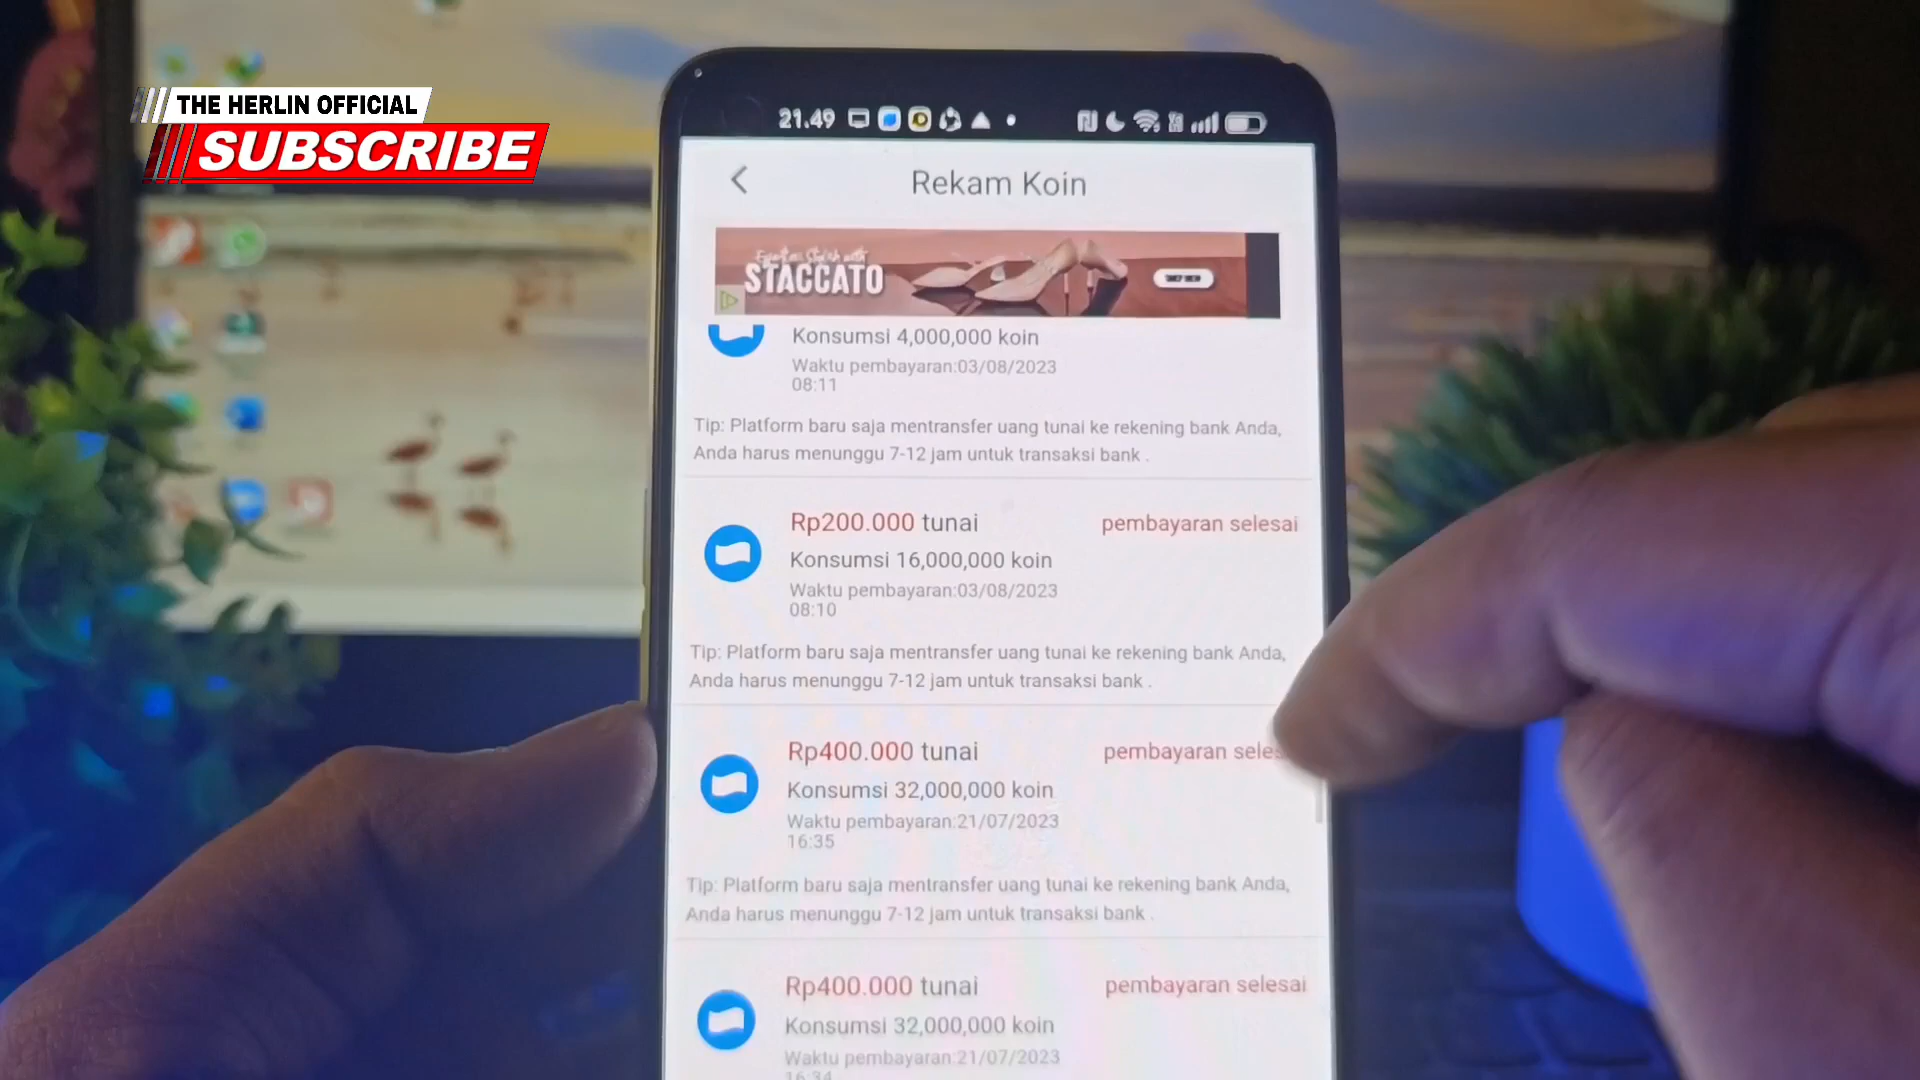 THE HERLIN OFFICIAL
SUBSCRIBE
21.49
Rekam Koin
STACCATO
Konsumsi 4,000,000 koin
Waktu pembayaran:03/08/2023
08:11
Tip: Platform baru saja mentransfer uang tunai ke rekening bank Anda,
Anda harus menunggu 7-12 jam untuk transaksi bank .
Rp200.000 tunai pembayaran selesai
Konsumsi 16,000,000 koin
Waktu pembayaran:03/08/2023
08:10
Tip: Platform baru saja mentransfer uang tunai ke rekening bank Anda,
Anda harus menunggu 7-12 jam untuk transaksi bank .
Rp400.000 tunai pembayaran seles
Konsumsi 32,000,000 koin
Waktu pembayaran:21/07/2023
16:35
Tip: Platform baru saja mentransfer uang tunai ke rekening bank Anda,
Anda harus menunggu 7-12 jam untuk transaksi bank .
Rp400.000 tunai pembayaran selesai
Konsumsi 32,000,000 koin
Waktu pembayaran:21/07/2023
16:34